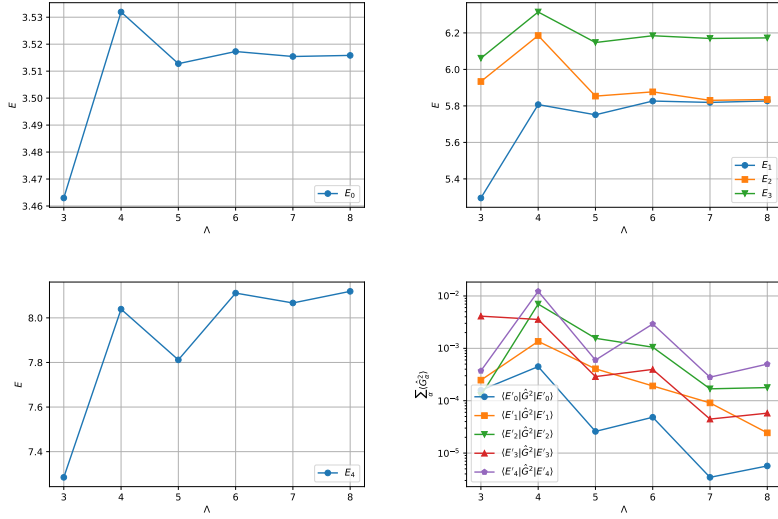 3.53
3.52
3.51
3.50
3.49
3.48
3.47
3.46
E
3 4 5 6 7 8
Λ
E₀
6.2
6.0
5.8
5.6
5.4
E
3 4 5 6 7 8
Λ
E₁
E₂
E₃
8.0
7.8
7.6
7.4
E
3 4 5 6 7 8
Λ
E₄
10⁻²
10⁻³
10⁻⁴
10⁻⁵
∑α⟨Ĝ²α⟩
3 4 5 6 7 8
Λ
⟨E'₀|Ĝ²|E'₀⟩
⟨E'₁|Ĝ²|E'₁⟩
⟨E'₂|Ĝ²|E'₂⟩
⟨E'₃|Ĝ²|E'₃⟩
⟨E'₄|Ĝ²|E'₄⟩